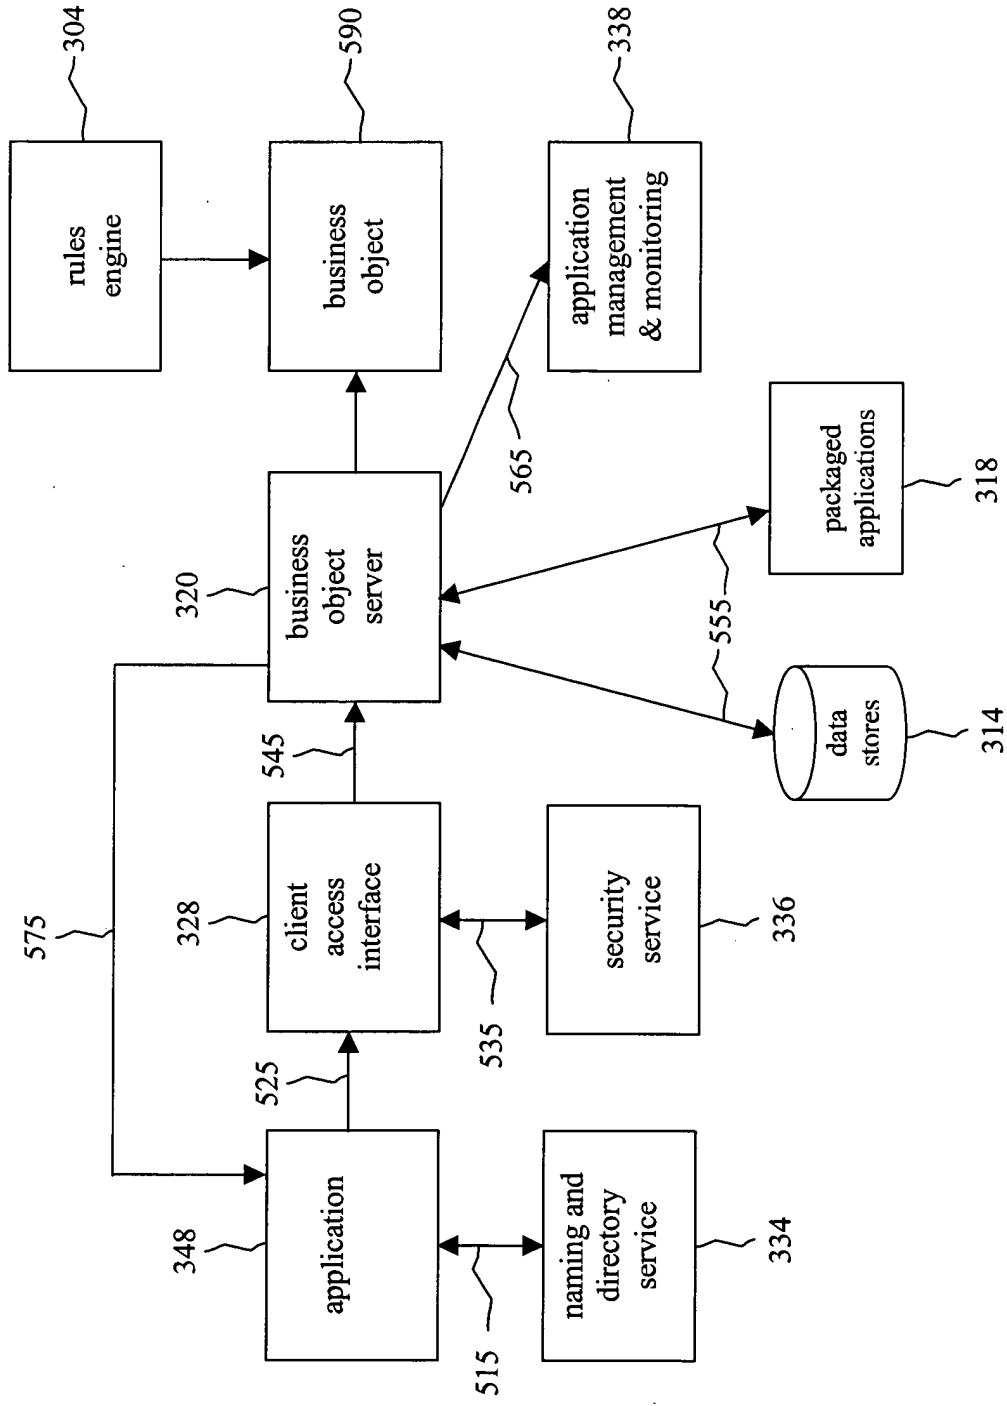 575
348
application
515
naming and
directory
service
334
525
328
client
access
interface
535
security
service
336
545
320
business
object
server
555
data
stores
314
packaged
applications
318
565
304
rules
engine
590
business
object
338
application
management
& monitoring